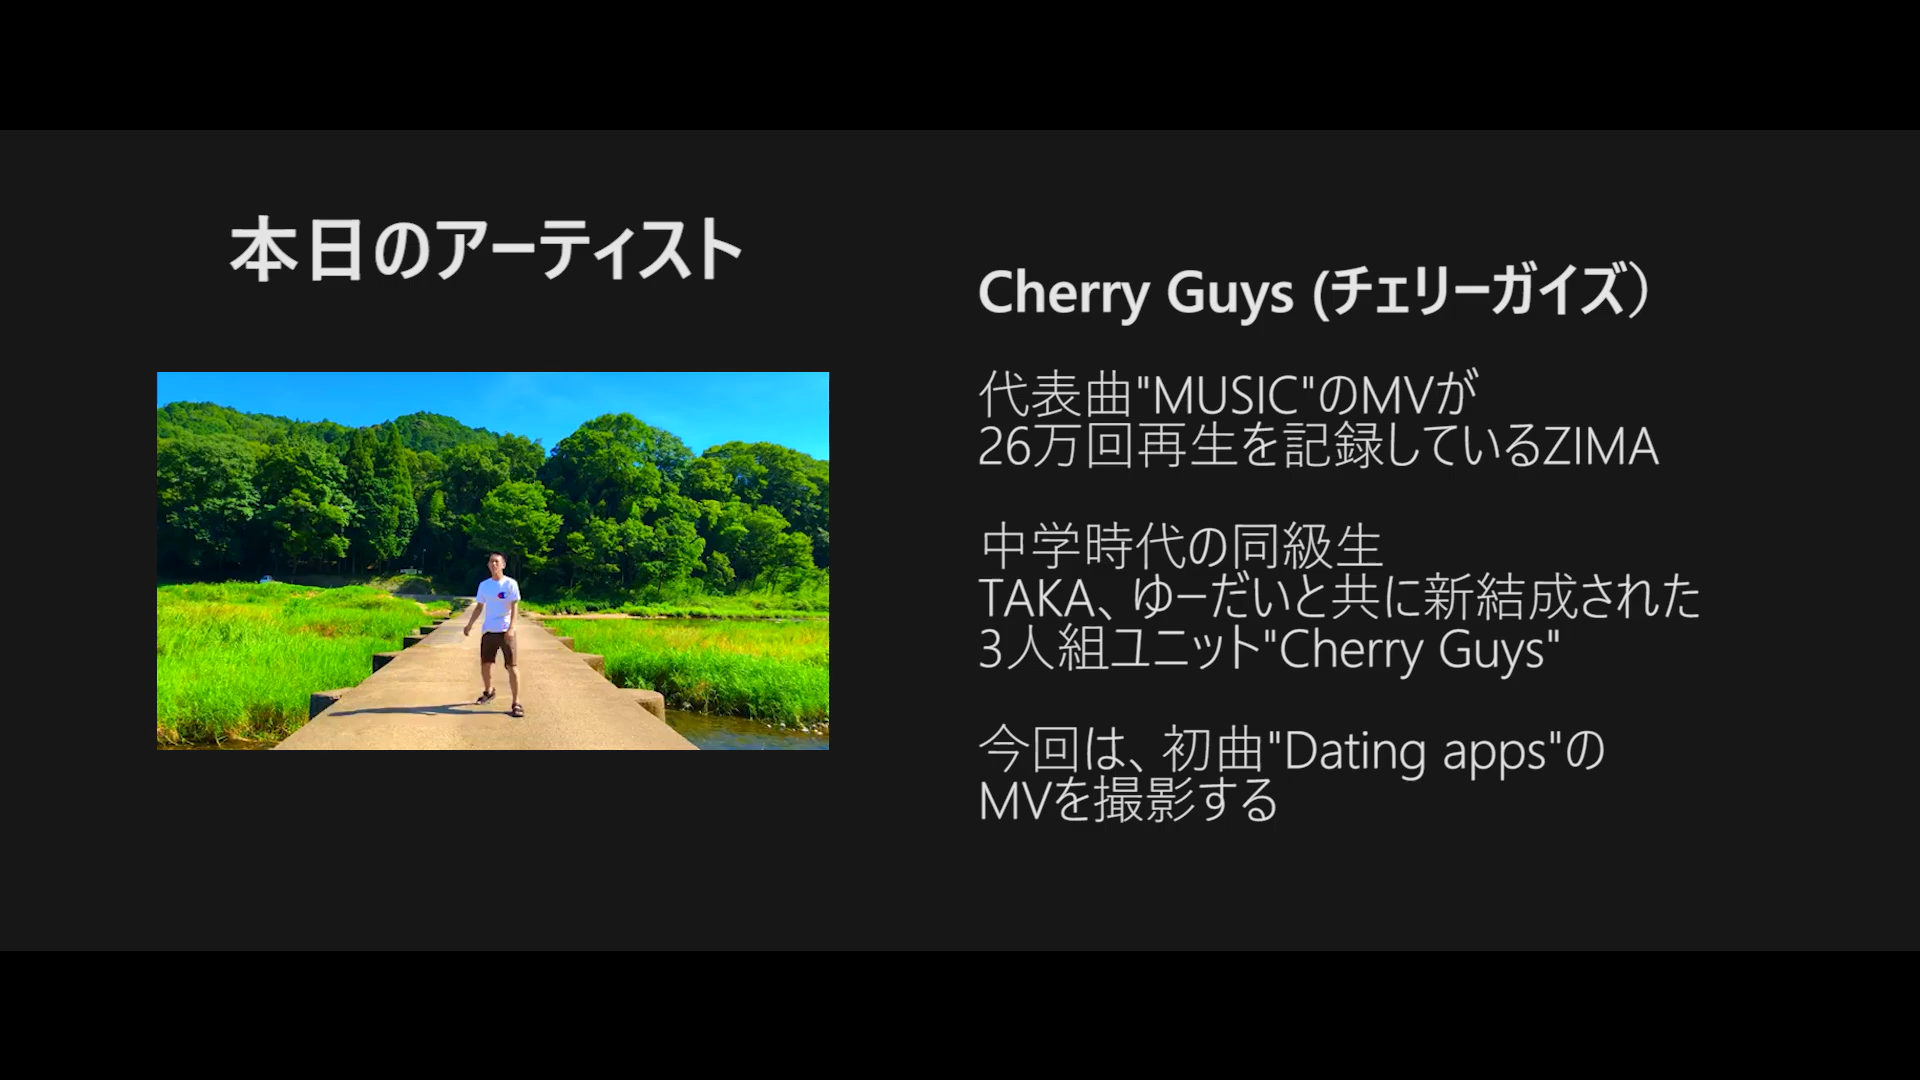 本日のアーティスト
Cherry Guys (チェリーガイズ）
代表曲"MUSIC"のMVが
26万回再生を記録しているZIMA
中学時代の同級生
TAKA、ゆーだいと共に新結成された
3人組ユニット"Cherry Guys"
今回は、初曲"Dating apps"の
MVを撮影する